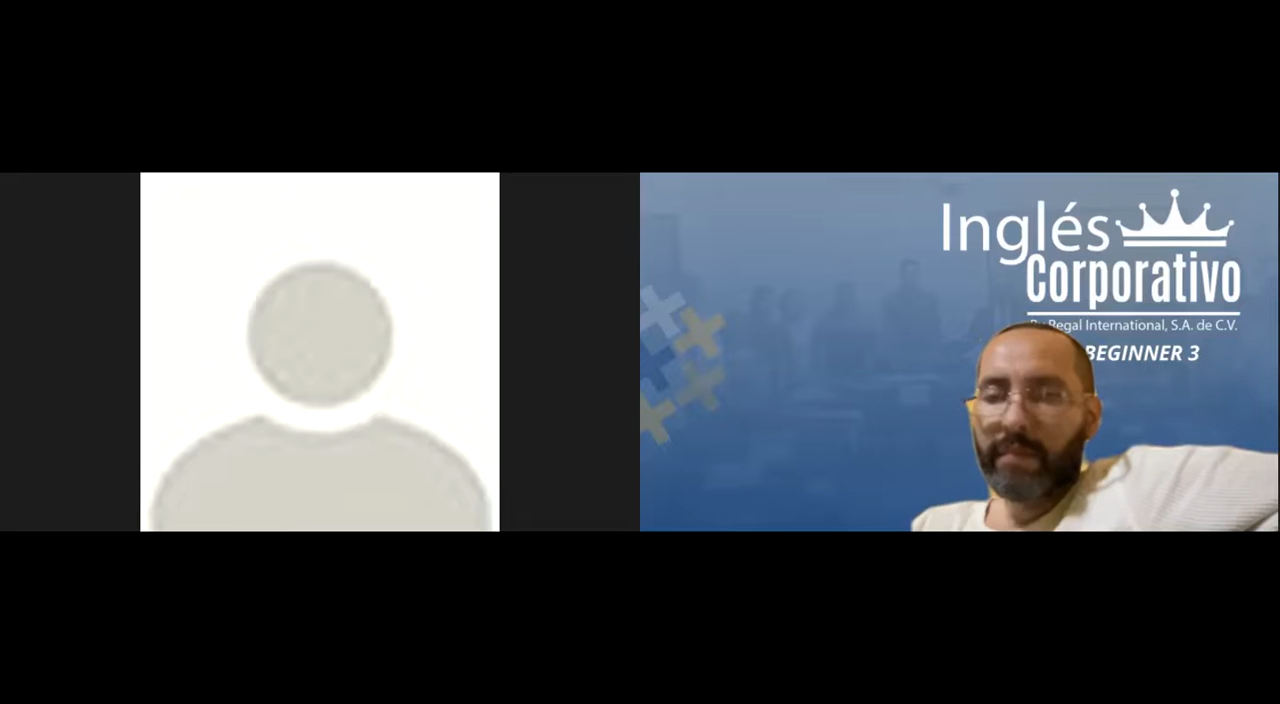 Inglés
Corporativo
Regal International, S.A. de C.V.
BEGINNER 3